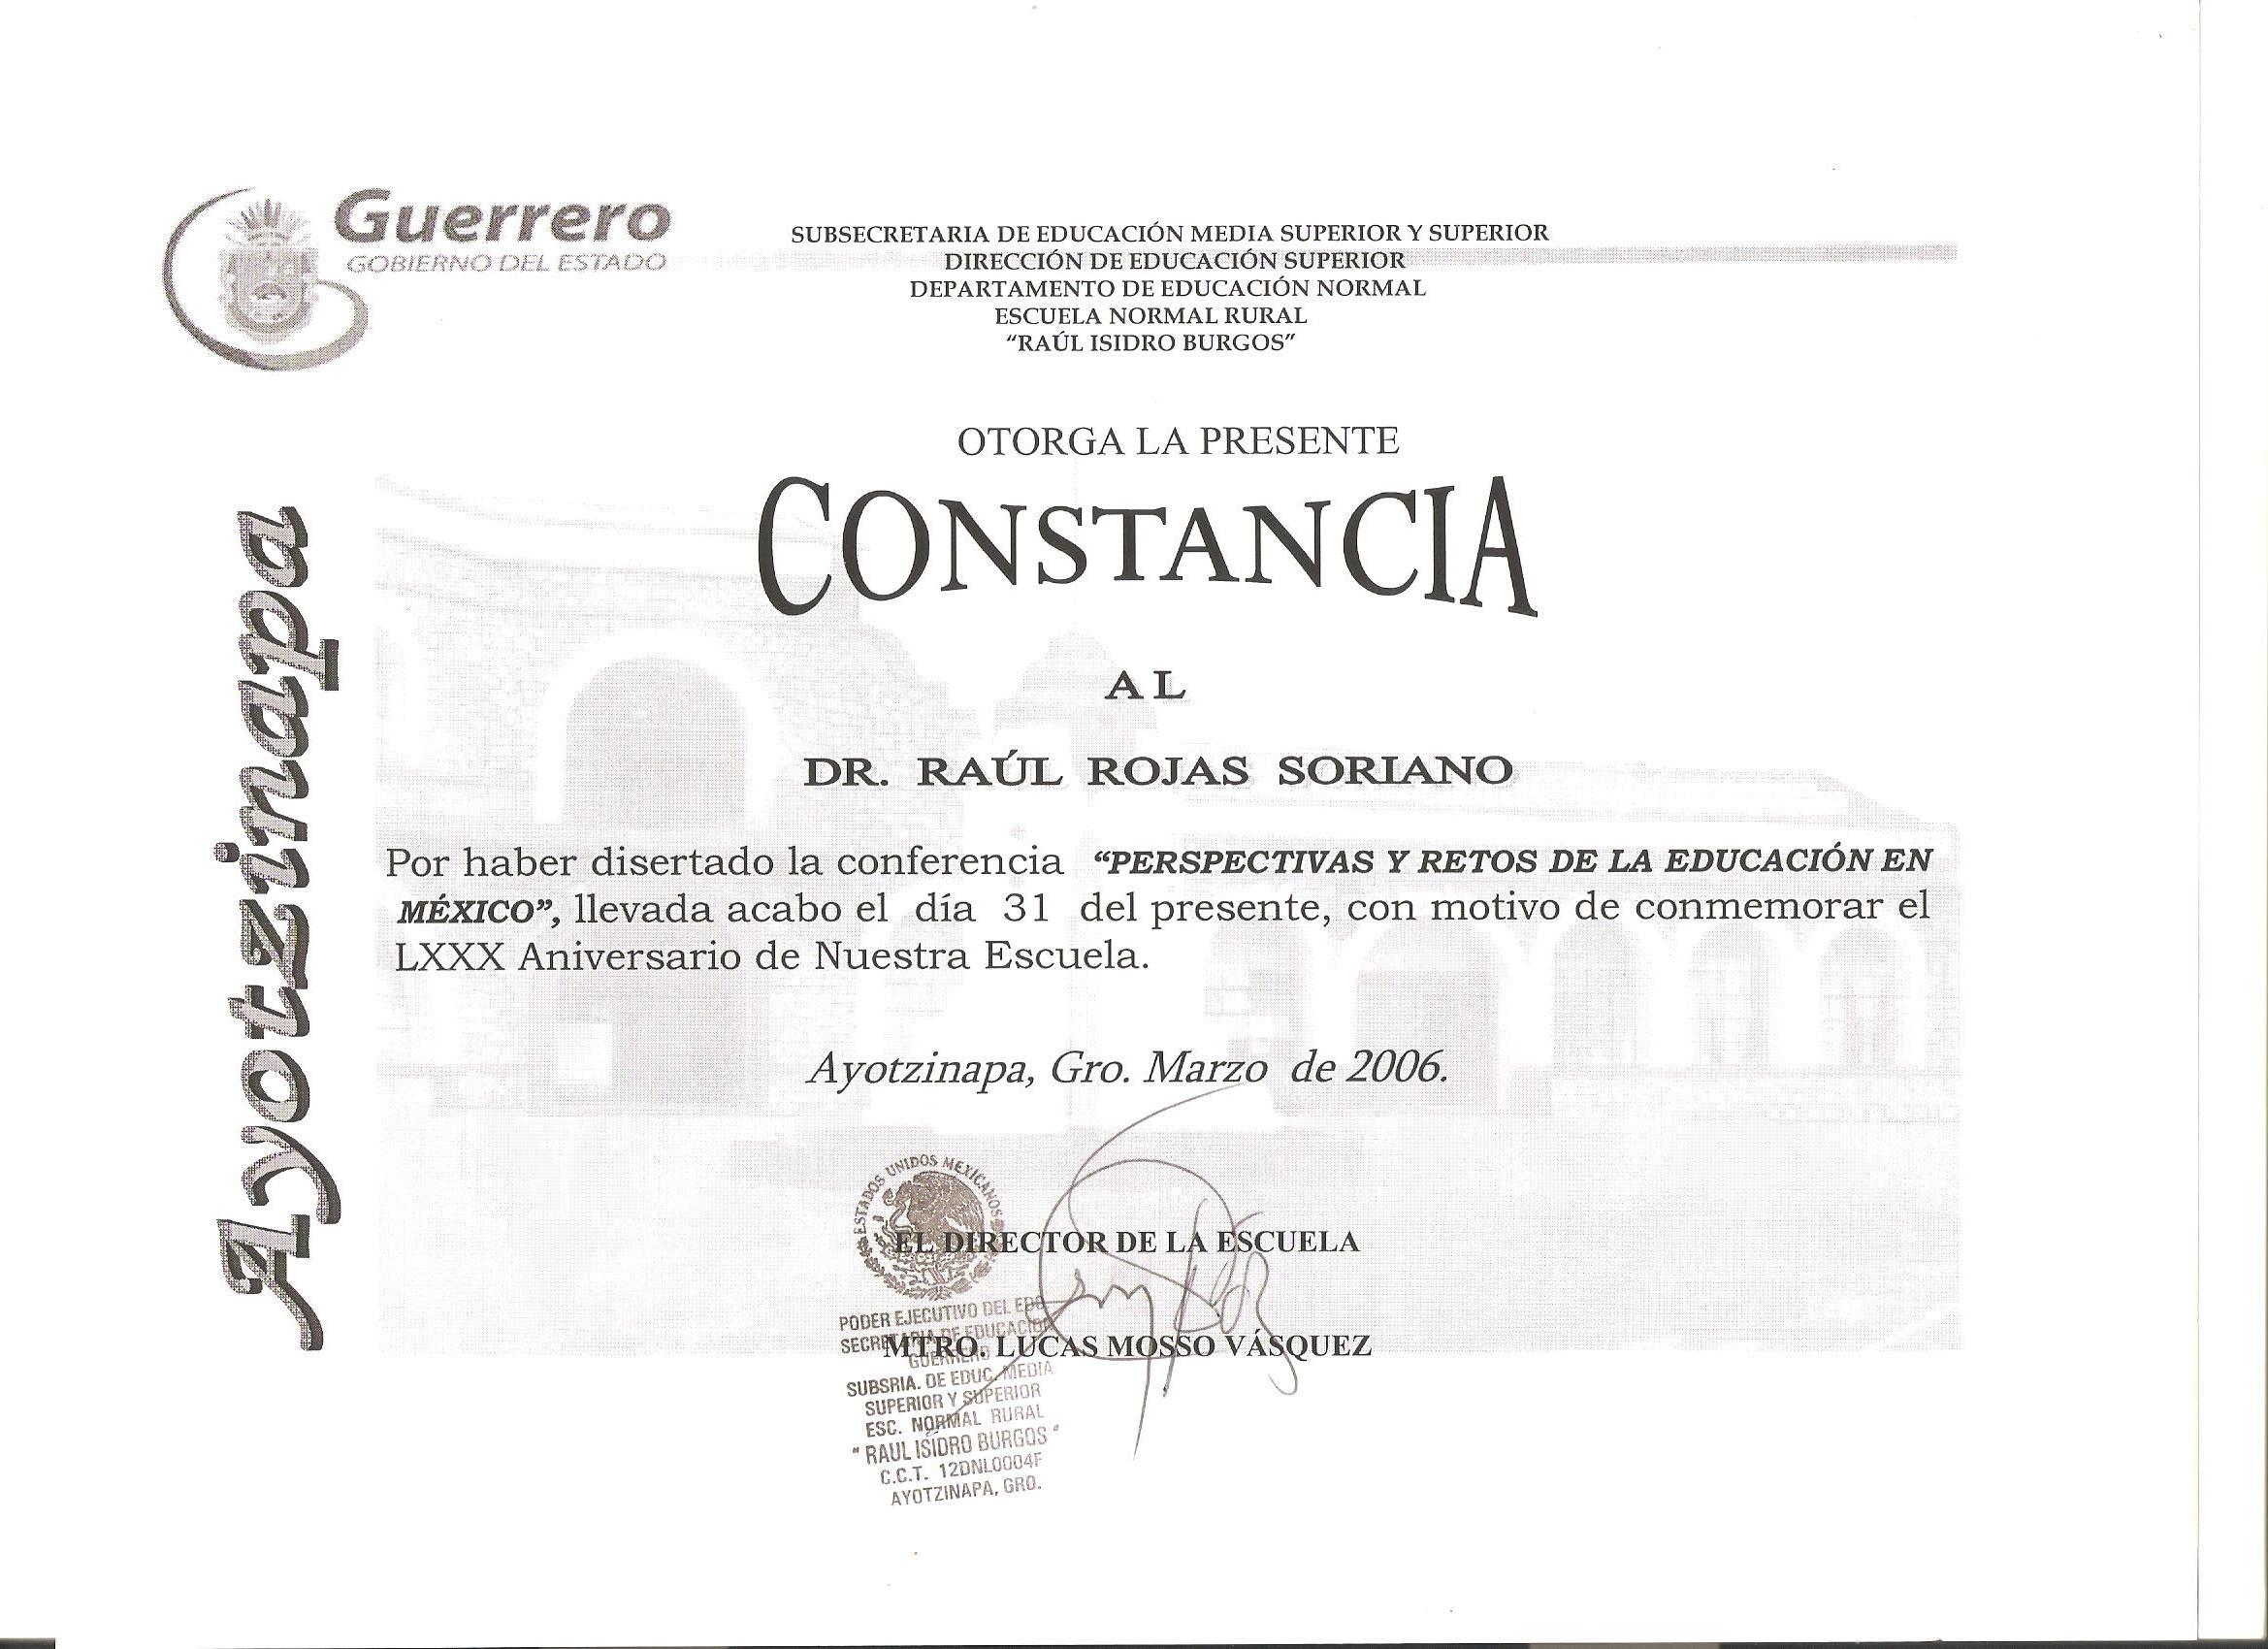 Guerrero
GOBIERNO DEL ESTADO
SUBSECRETARIA DE EDUCACIÓN MEDIA SUPERIOR Y SUPERIOR
DIRECCIÓN DE EDUCACIÓN SUPERIOR
DEPARTAMENTO DE EDUCACIÓN NORMAL
ESCUELA NORMAL RURAL
“RAÚL ISIDRO BURGOS”
OTORGA LA PRESENTE
CONSTANCIA
AL
DR. RAÚL ROJAS SORIANO
Por haber disertado la conferencia “PERSPECTIVAS Y RETOS DE LA EDUCACIÓN EN
MÉXICO”, llevada acabo el día 31 del presente, con motivo de conmemorar el
LXXX Aniversario de Nuestra Escuela.
Ayotzinapa, Gro. Marzo de 2006.
Ayotzinapa
ESTADOS UNIDOS MEXICANOS
EL DIRECTOR DE LA ESCUELA
MTRO. LUCAS MOSSO VÁSQUEZ
PODER EJECUTIVO DEL EDO
SECRETARIA DE EDUCACION
GUERRERO
SUBSRIA. DE EDUC. MEDIA
SUPERIOR Y SUPERIOR
ESC. NORMAL RURAL
" RAUL ISIDRO BURGOS "
C.C.T. 12DNL0004F
AYOTZINAPA, GRO.